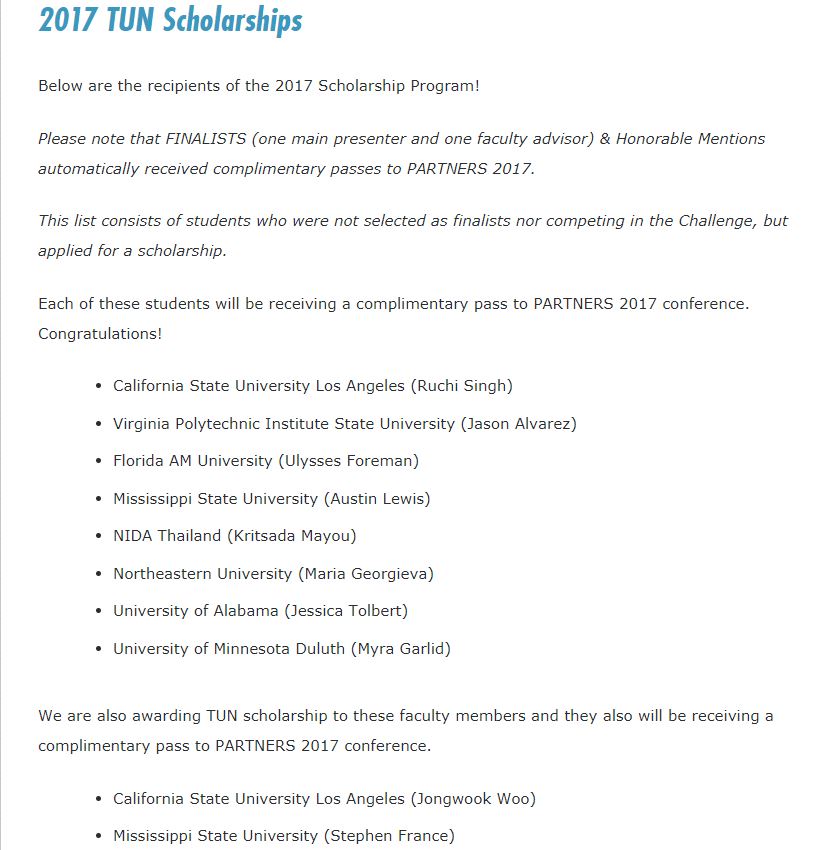 2017 TUN Scholarships
Below are the recipients of the 2017 Scholarship Program!
Please note that FINALISTS (one main presenter and one faculty advisor) & Honorable Mentions
automatically received complimentary passes to PARTNERS 2017.
This list consists of students who were not selected as finalists nor competing in the Challenge, but
applied for a scholarship.
Each of these students will be receiving a complimentary pass to PARTNERS 2017 conference.
Congratulations!
• California State University Los Angeles (Ruchi Singh)
• Virginia Polytechnic Institute State University (Jason Alvarez)
• Florida AM University (Ulysses Foreman)
• Mississippi State University (Austin Lewis)
• NIDA Thailand (Kritsada Mayou)
• Northeastern University (Maria Georgieva)
• University of Alabama (Jessica Tolbert)
• University of Minnesota Duluth (Myra Garlid)
We are also awarding TUN scholarship to these faculty members and they also will be receiving a
complimentary pass to PARTNERS 2017 conference.
• California State University Los Angeles (Jongwook Woo)
• Mississippi State University (Stephen France)